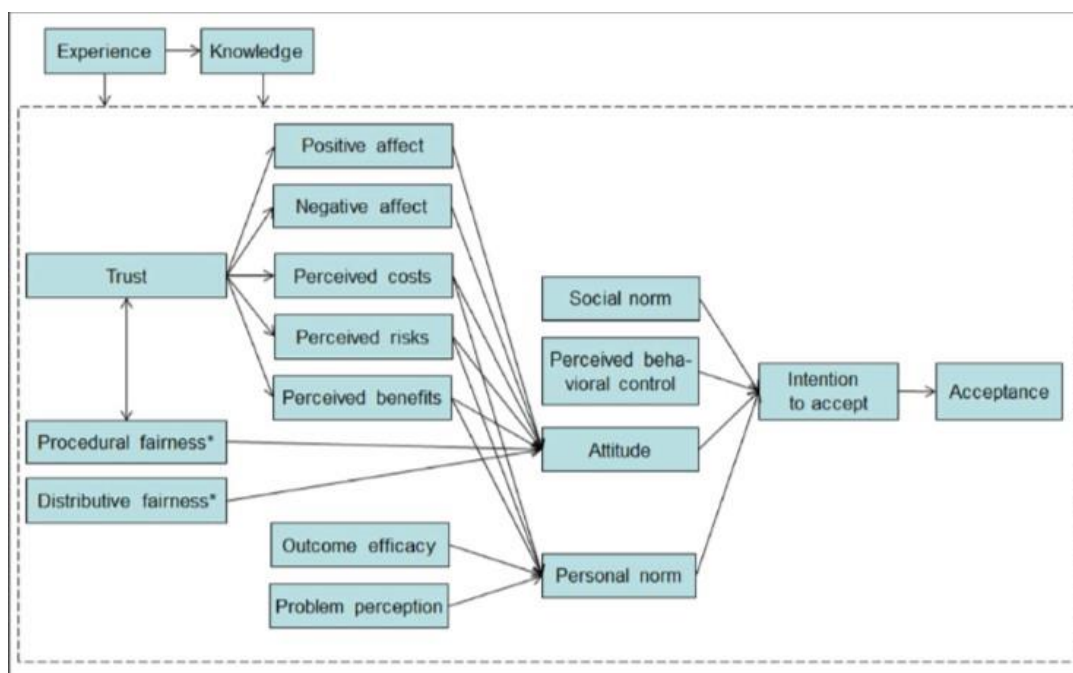 Experience
Knowledge
Positive affect
Negative affect
Trust
Perceived costs
Social norm
Perceived risks
Perceived beha-
vioral control
Intention
to accept
Acceptance
Perceived benefits
Procedural fairness*
Attitude
Distributive fairness*
Outcome efficacy
Personal norm
Problem perception